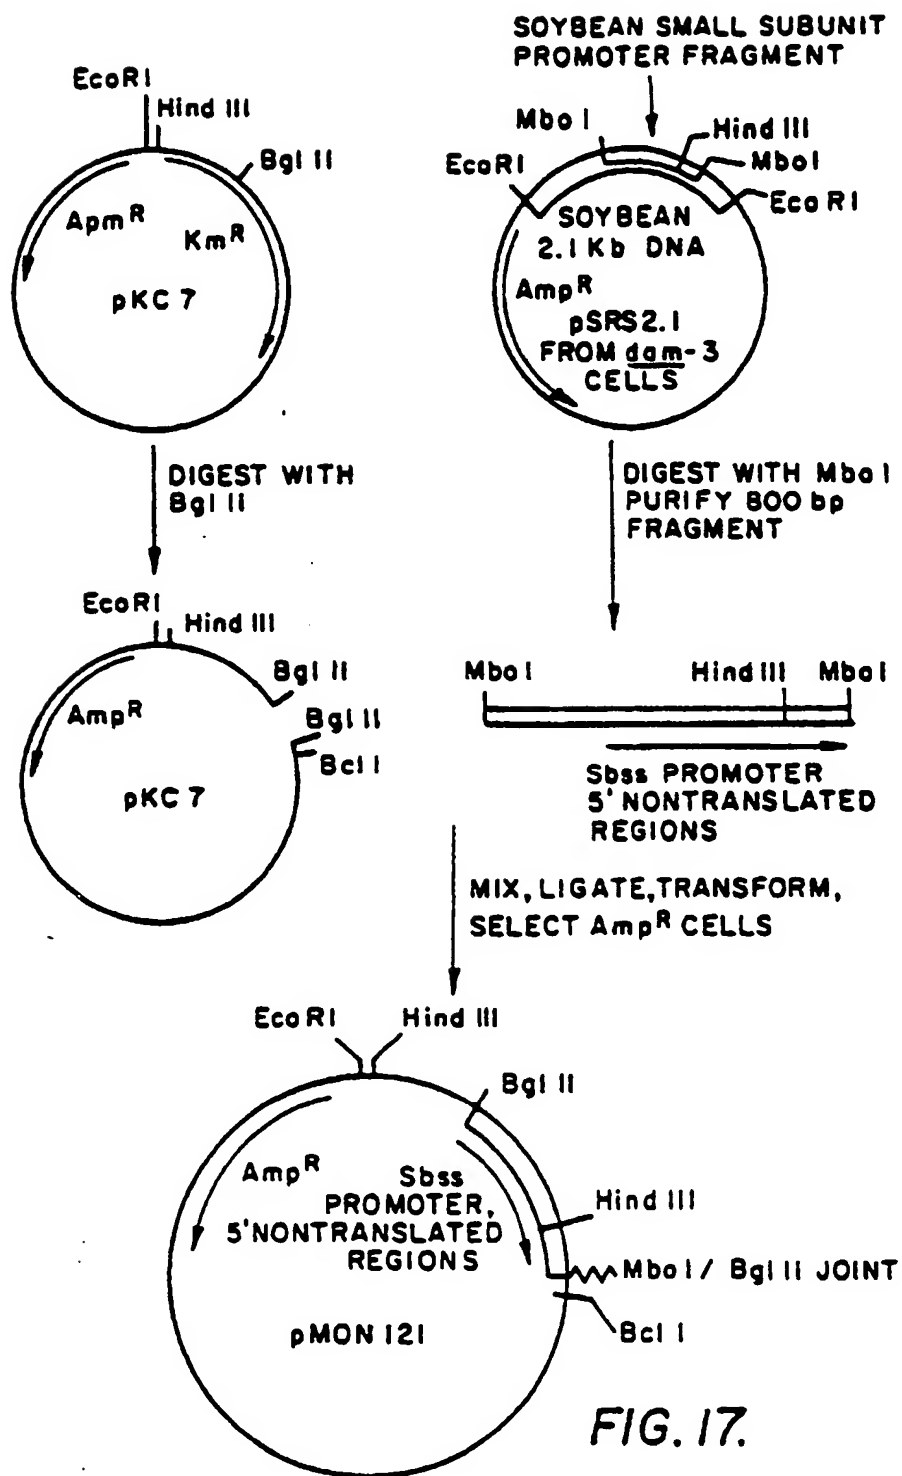 SOYBEAN SMALL SUBUNIT
PROMOTER FRAGMENT
EcoRI
Hind III
Bgl II
ApmR
KmR
pKC 7
Mbo I
Hind III
MboI
EcoRI
Eco RI
SOYBEAN
2.1 Kb DNA
AmpR
pSRS2.1
FROM dam-3
CELLS
DIGEST WITH
Bgl II
DIGEST WITH Mbo I
PURIFY 800 bp
FRAGMENT
EcoRI
Hind III
Bgl II
AmpR
Bgl II
Bcl I
pKC 7
Mbo I
Hind III
Mbo I
Sbss PROMOTER
5' NONTRANSLATED
REGIONS
MIX, LIGATE, TRANSFORM,
SELECT AmpR CELLS
Eco RI
Hind III
Bgl II
AmpR
Sbss
PROMOTER,
5' NONTRANSLATED
REGIONS
Hind III
Mbo I / Bgl II JOINT
Bcl I
pMON 121
FIG. 17.